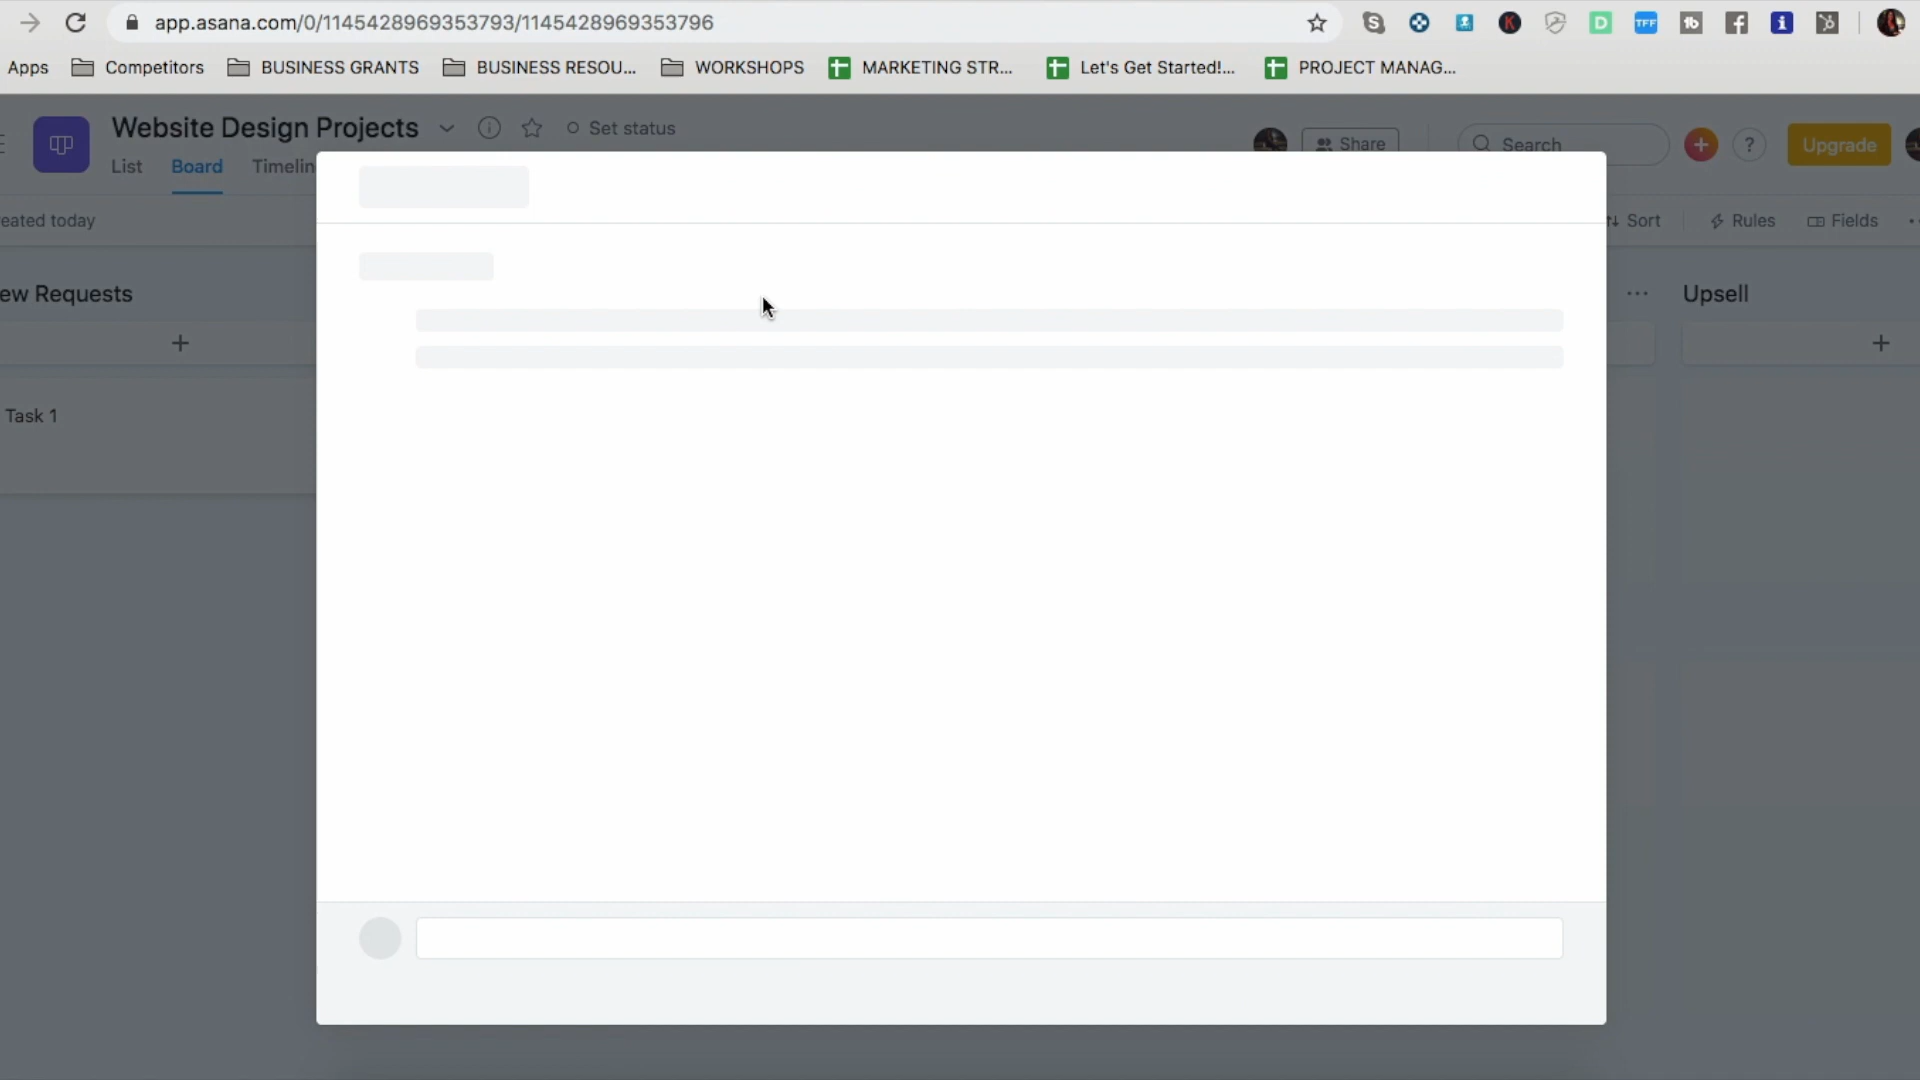 app.asana.com/0/1145428969353793/1145428969353796
Apps Competitors BUSINESS GRANTS BUSINESS RESOU... WORKSHOPS MARKETING STR... Let's Get Started!... PROJECT MANAG...
Website Design Projects Set status
Share Search ? Upgrade
List Board Timelin
eated today Sort Rules Fields
ew Requests Upsell
Task 1